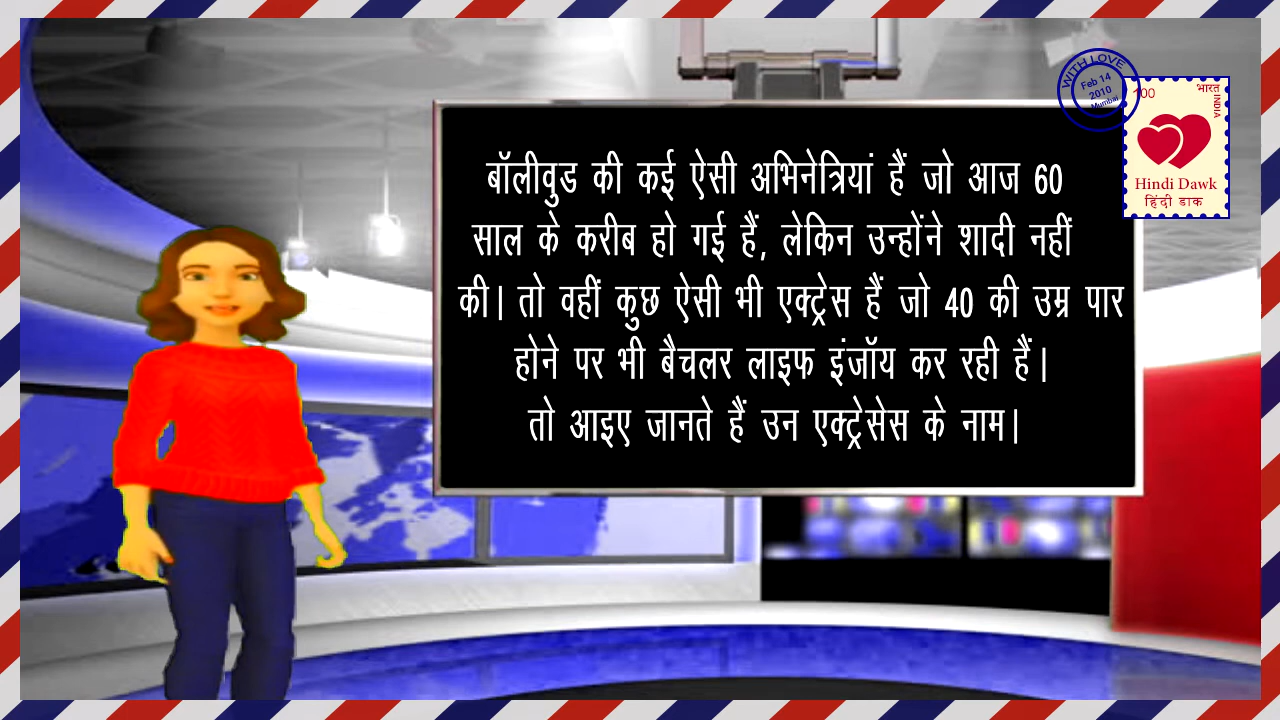 WITH LOVE
Feb 14
2010
Mumbai
100
भारत
INDIA
Hindi Dawk
हिंदी डाक
बॉलीवुड की कई ऐसी अभिनेत्रियां हैं जो आज 60
साल के करीब हो गई हैं, लेकिन उन्होंने शादी नहीं
की। तो वहीं कुछ ऐसी भी एक्ट्रेस हैं जो 40 की उम्र पार
होने पर भी बैचलर लाइफ इंजॉय कर रही हैं।
तो आइए जानते हैं उन एक्ट्रेसेस के नाम।